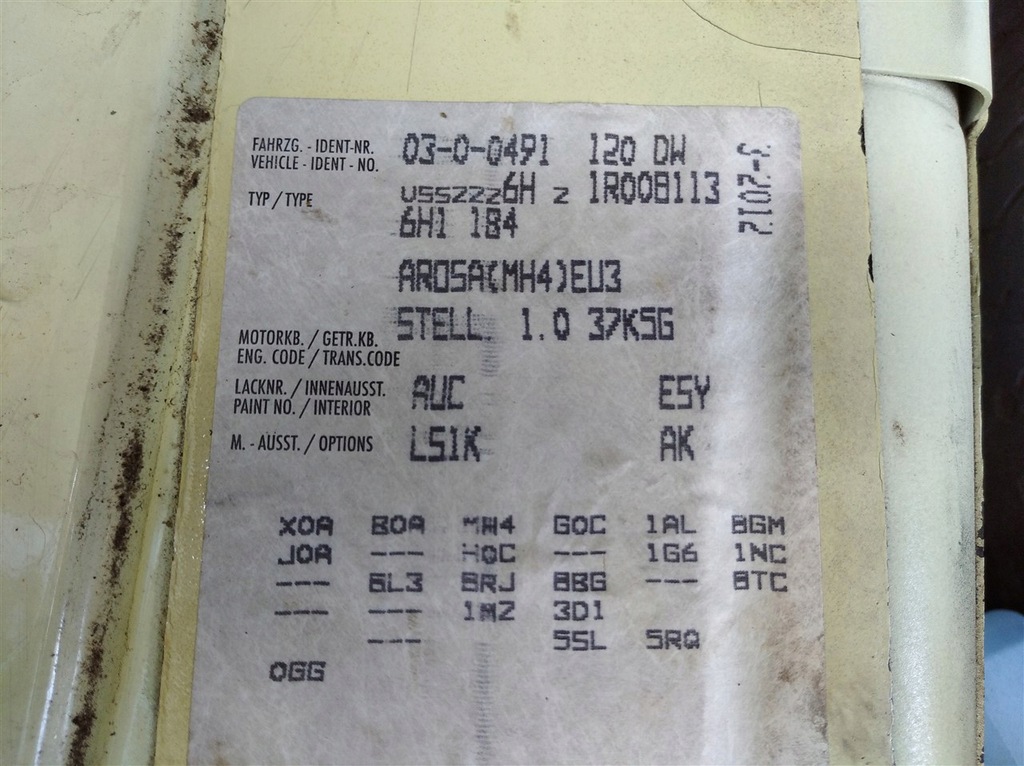 FAHRZG. - IDENT-NR. 03-0-0491 120 DW
VEHICLE - IDENT - NO.
TYP / TYPE VSSZZZ6H Z 1R008113
6H1 184
AROSA(MH4)EU3
STELL. 1.0 37K5G
MOTORKB. / GETR.KB.
ENG. CODE / TRANS.CODE AUC ESY
LACKNR. / INNENAUSST.
PAINT NO. / INTERIOR LS1K AK
M. - AUSST. / OPTIONS
X0A B0A MH4 G0C 1AL 8GM
J0A --- H0C --- 1G6 1NC
--- 6L3 8RJ 8BG --- 8TC
--- --- 1MZ 3D1
--- 5SL 5RQ
0GG